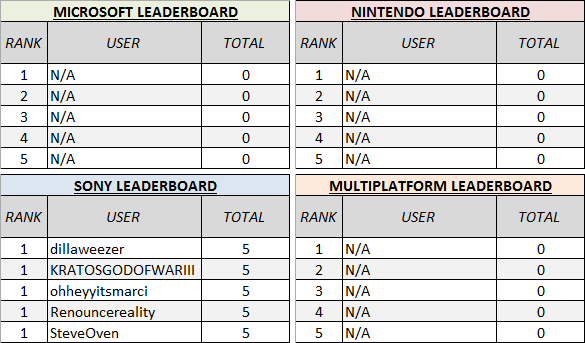 MICROSOFT LEADERBOARD
RANK USER TOTAL
1 N/A 0
2 N/A 0
3 N/A 0
4 N/A 0
5 N/A 0
NINTENDO LEADERBOARD
RANK USER TOTAL
1 N/A 0
2 N/A 0
3 N/A 0
4 N/A 0
5 N/A 0
SONY LEADERBOARD
RANK USER TOTAL
1 dillaweezer 5
1 KRATOSGODOFWARIII 5
1 ohheyyitsmarci 5
1 Renouncereality 5
1 SteveOven 5
MULTIPLATFORM LEADERBOARD
RANK USER TOTAL
1 N/A 0
2 N/A 0
3 N/A 0
4 N/A 0
5 N/A 0